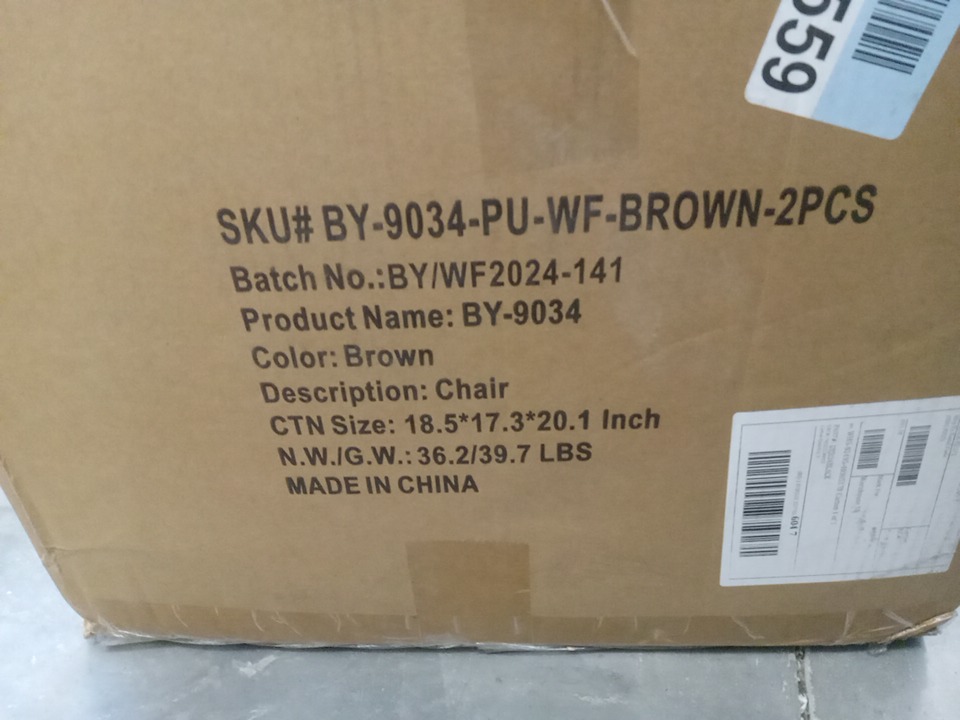 559
SKU# BY-9034-PU-WF-BROWN-2PCS
Batch No.:BY/WF2024-141
Product Name: BY-9034
Color: Brown
Description: Chair
CTN Size: 18.5*17.3*20.1 Inch
N.W./G.W.: 36.2/39.7 LBS
MADE IN CHINA